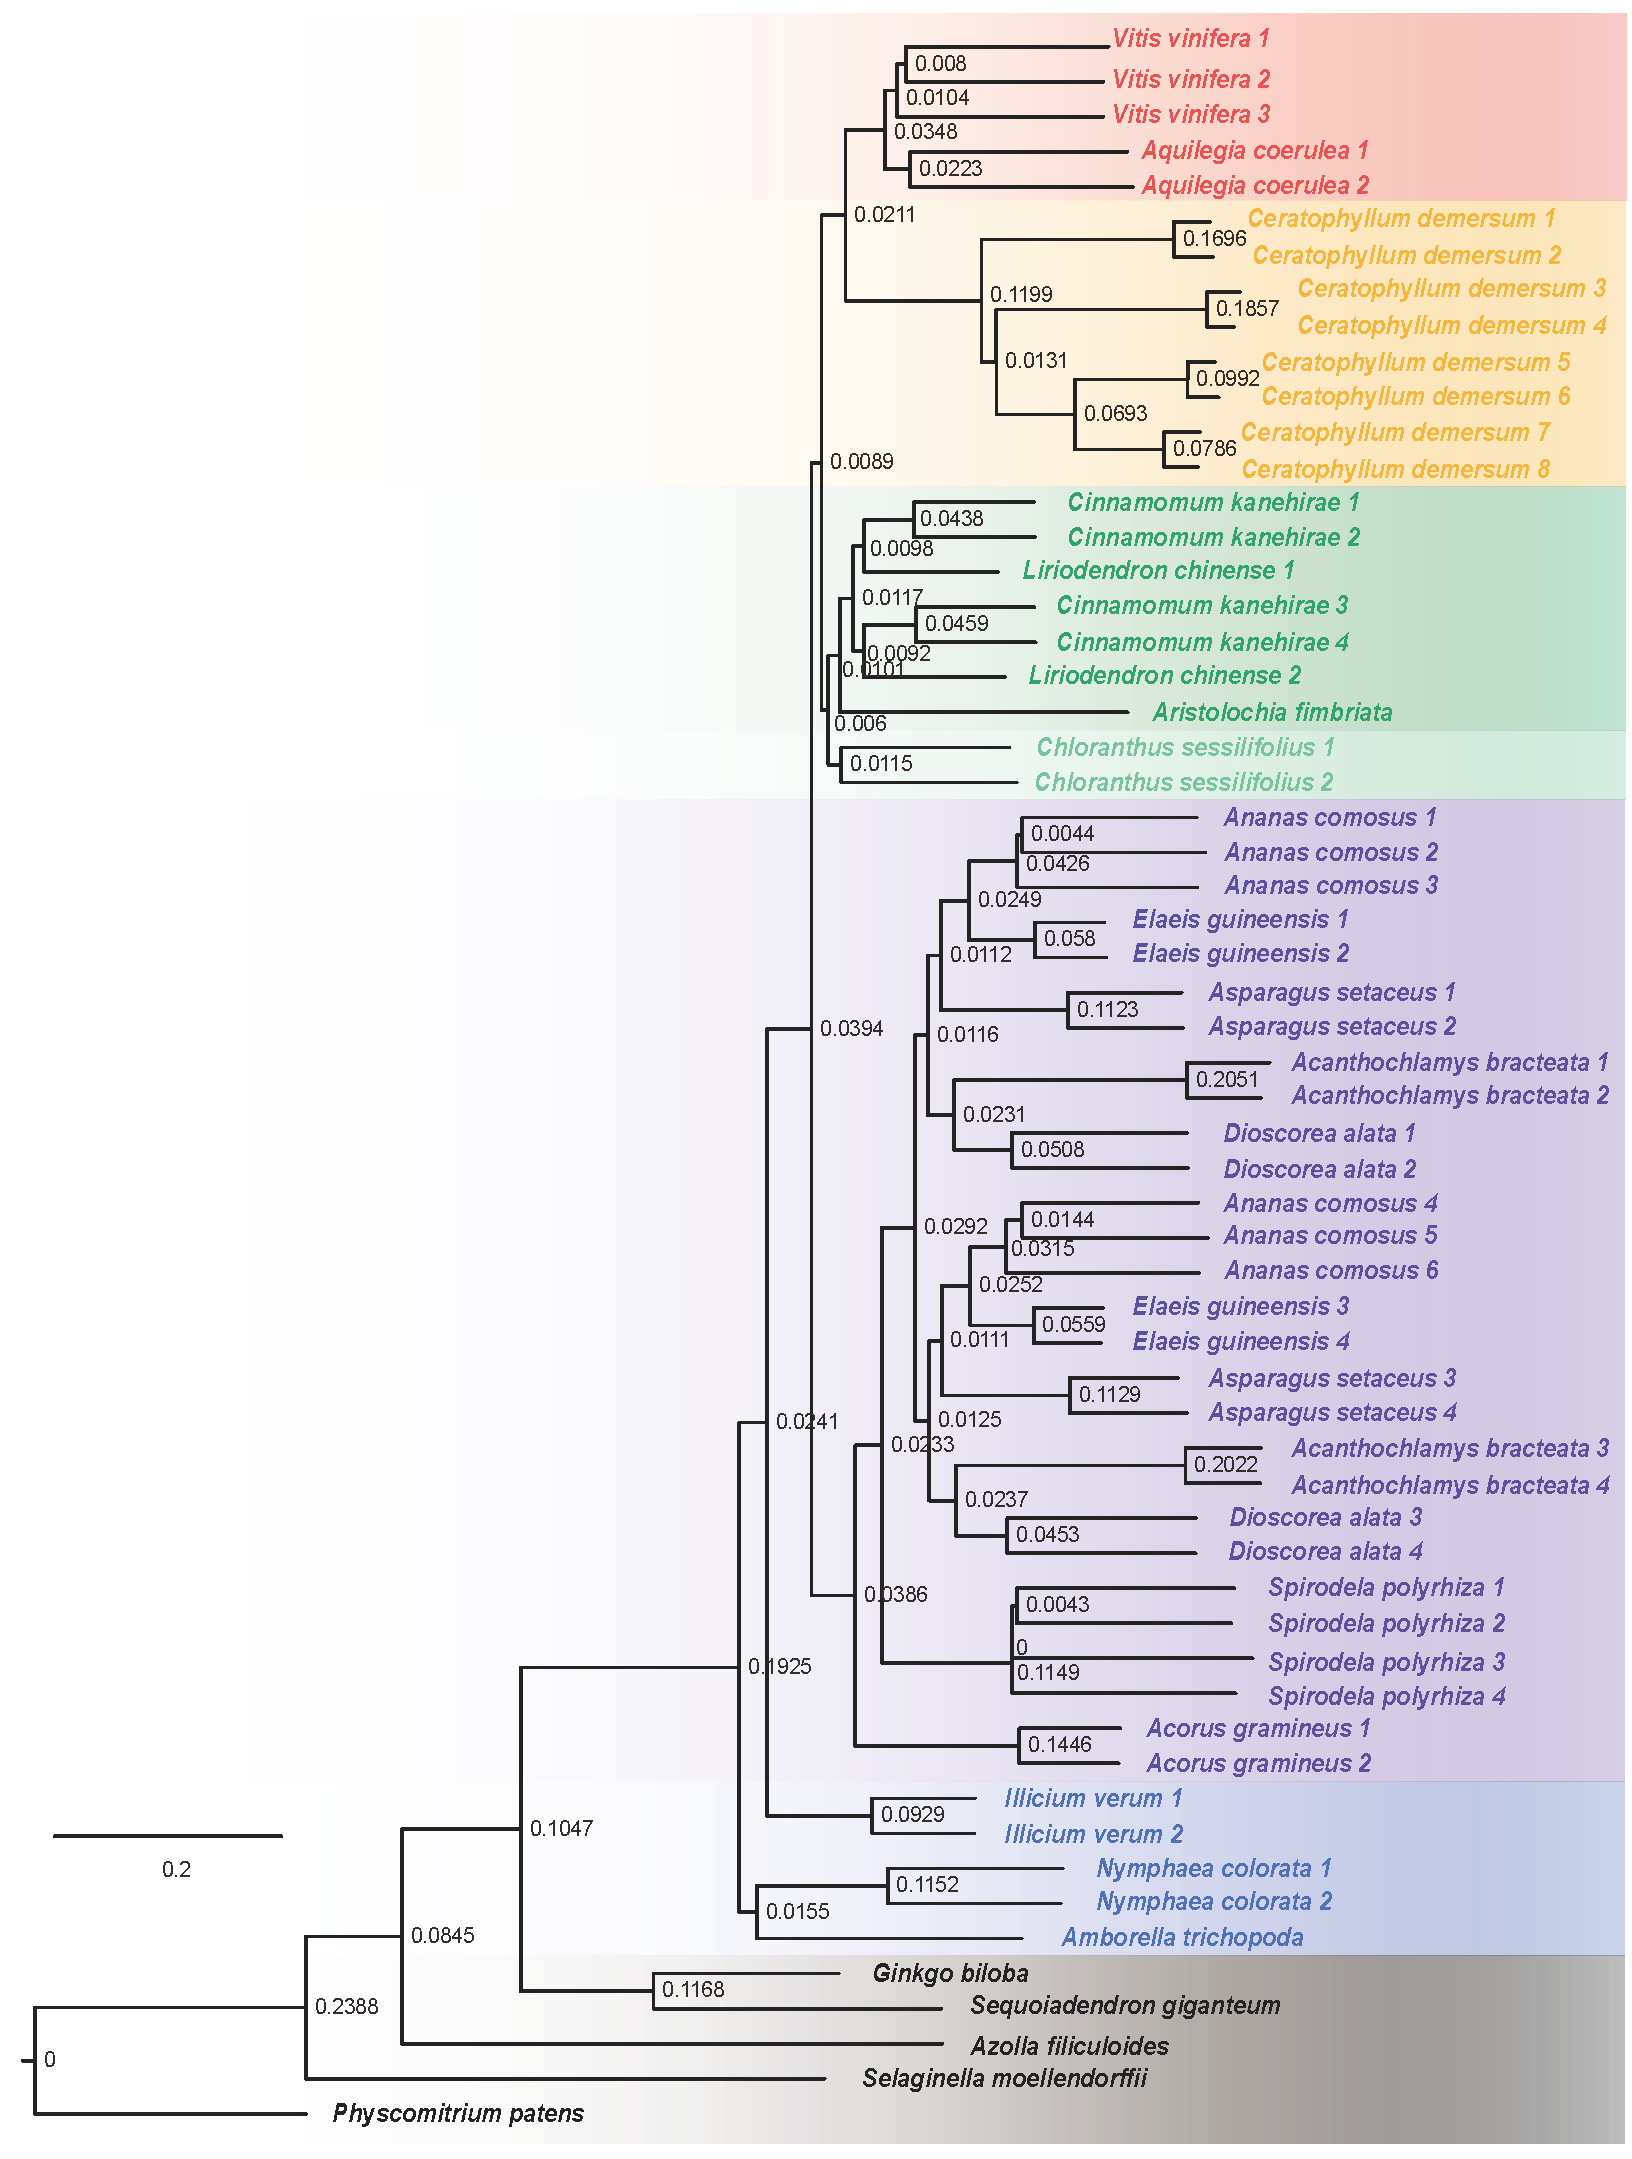 Vitis vinifera 1
0.008
Vitis vinifera 2
0.0104
Vitis vinifera 3
0.0348
Aquilegia coerulea 1
0.0223
Aquilegia coerulea 2
0.0211
Ceratophyllum demersum 1
0.1696
Ceratophyllum demersum 2
0.1199
Ceratophyllum demersum 3
0.1857
Ceratophyllum demersum 4
0.0131
Ceratophyllum demersum 5
0.0992
Ceratophyllum demersum 6
0.0693
Ceratophyllum demersum 7
0.0786
Ceratophyllum demersum 8
0.0089
Cinnamomum kanehirae 1
0.0438
Cinnamomum kanehirae 2
0.0098
Liriodendron chinense 1
0.0117
Cinnamomum kanehirae 3
0.0459
Cinnamomum kanehirae 4
0.0092
0.0101
Liriodendron chinense 2
Aristolochia fimbriata
0.006
Chloranthus sessilifolius 1
0.0115
Chloranthus sessilifolius 2
Ananas comosus 1
0.0044
Ananas comosus 2
0.0426
Ananas comosus 3
0.0249
Elaeis guineensis 1
0.058
Elaeis guineensis 2
0.0112
Asparagus setaceus 1
0.1123
Asparagus setaceus 2
0.0394
0.0116
Acanthochlamys bracteata 1
0.2051
Acanthochlamys bracteata 2
0.0231
Dioscorea alata 1
0.0508
Dioscorea alata 2
Ananas comosus 4
0.0144
0.0292
Ananas comosus 5
0.0315
Ananas comosus 6
0.0252
Elaeis guineensis 3
0.0559
Elaeis guineensis 4
0.0111
Asparagus setaceus 3
0.1129
Asparagus setaceus 4
0.0241
0.0125
0.0233
Acanthochlamys bracteata 3
0.2022
Acanthochlamys bracteata 4
0.0237
Dioscorea alata 3
0.0453
Dioscorea alata 4
Spirodela polyrhiza 1
0.0386
0.0043
Spirodela polyrhiza 2
0
Spirodela polyrhiza 3
0.1925
0.1149
Spirodela polyrhiza 4
Acorus gramineus 1
0.1446
Acorus gramineus 2
Illicium verum 1
0.0929
0.1047
Illicium verum 2
0.2
Nymphaea colorata 1
0.1152
Nymphaea colorata 2
0.0155
0.0845
Amborella trichopoda
Ginkgo biloba
0.1168
0.2388
Sequoiadendron giganteum
Azolla filiculoides
0
Selaginella moellendorffii
Physcomitrium patens